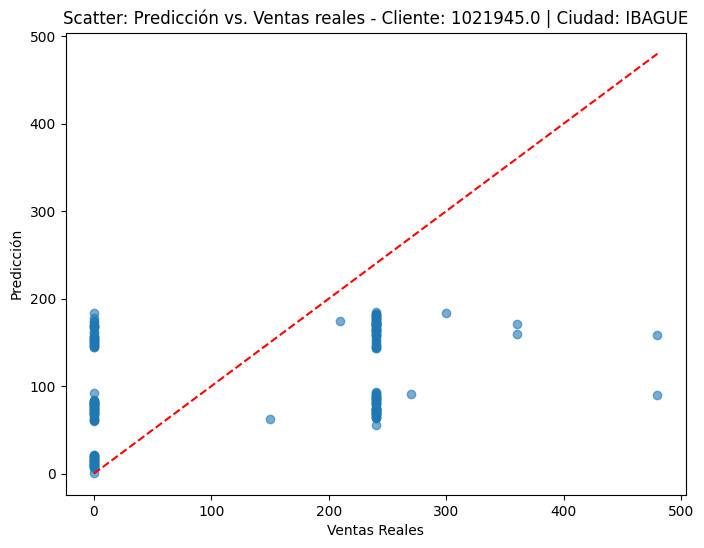 Scatter: Predicción vs. Ventas reales - Cliente: 1021945.0 | Ciudad: IBAGUE
500
400
300
200
100
0
Predicción
0 100 200 300 400 500
Ventas Reales